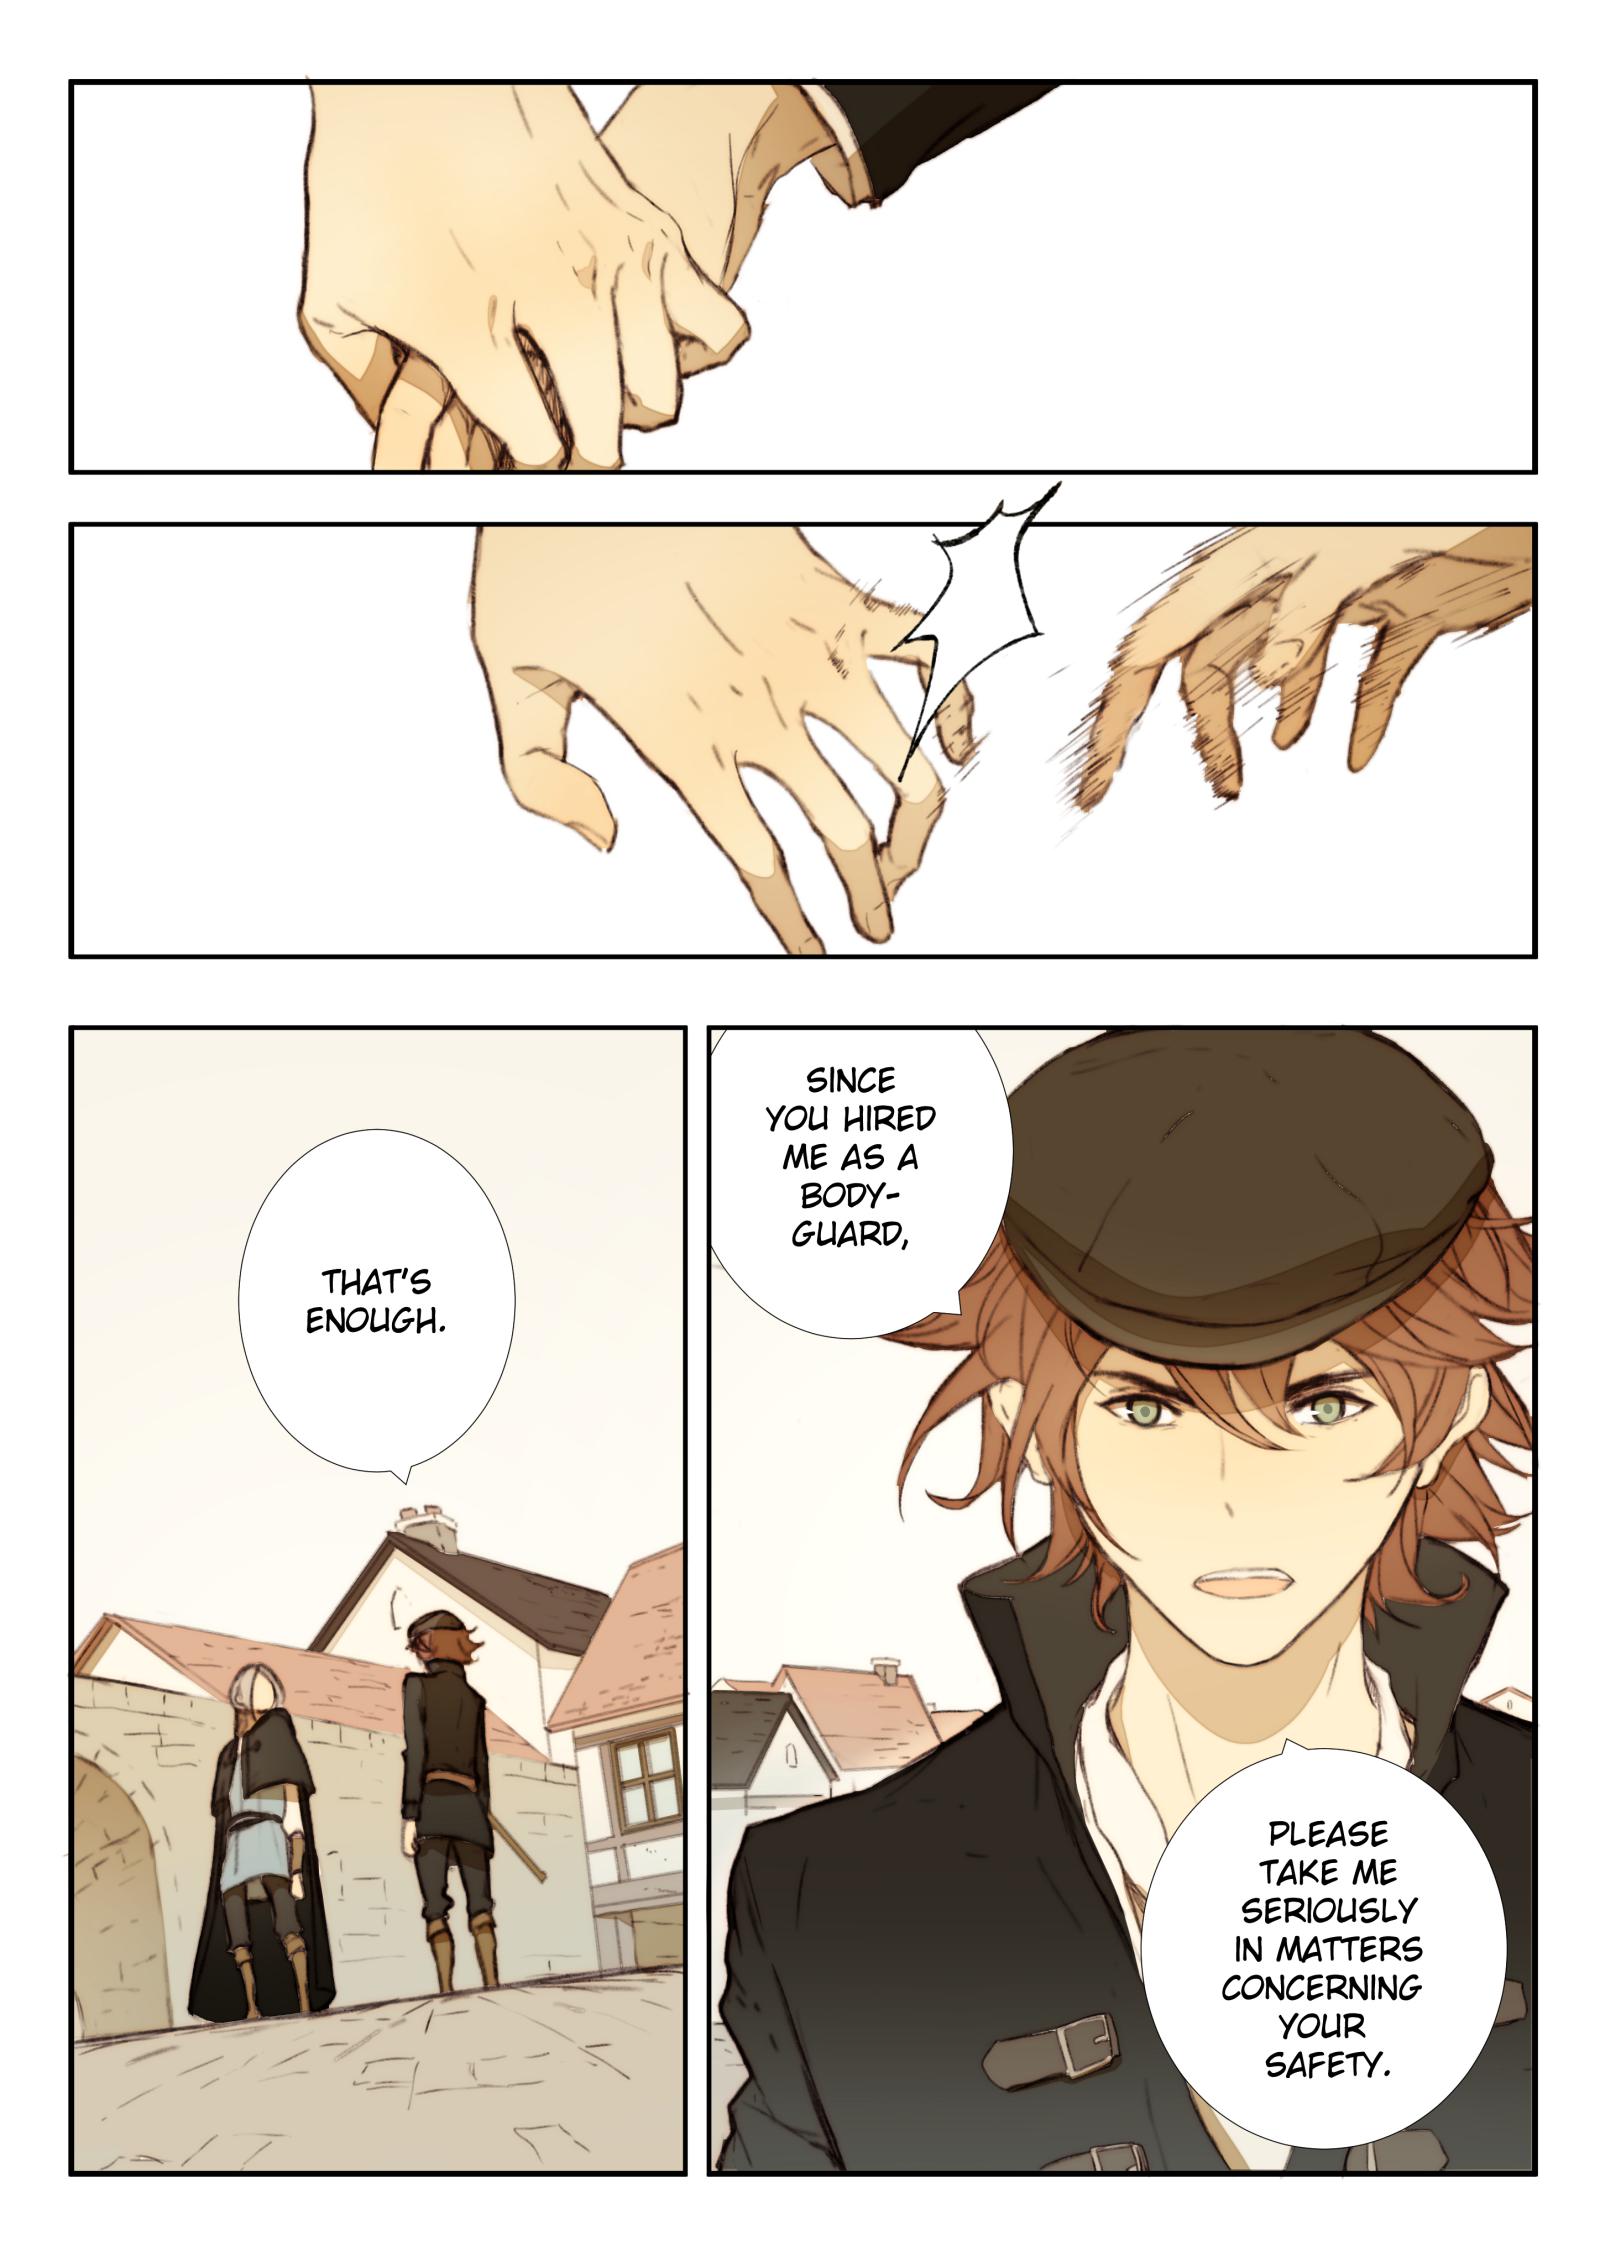 THAT'S
ENOUGH.
SINCE
YOU HIRED
ME AS A
BODY-
GUARD,
PLEASE
TAKE ME
SERIOUSLY
IN MATTERS
CONCERNING
YOUR
SAFETY.